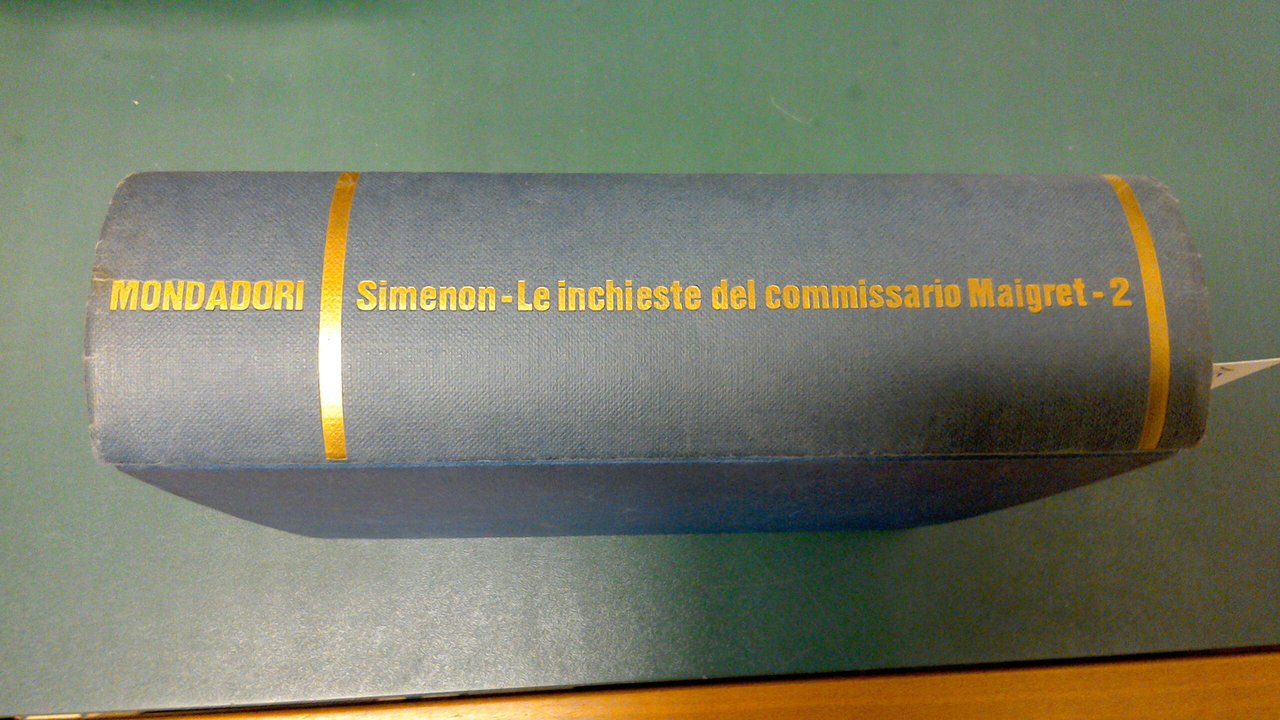 MONDADORI
Simenon - Le inchieste del commissario Maigret - 2